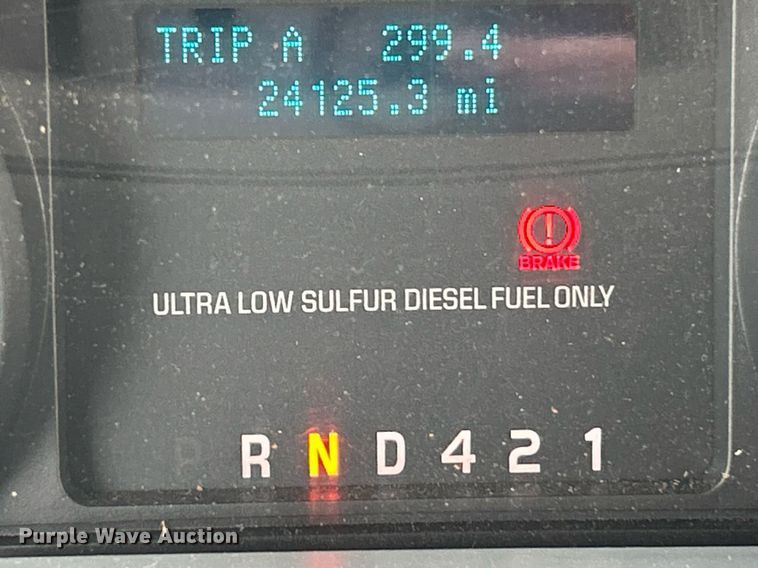 TRIP A 299.4
24125.3 mi
BRAKE
ULTRA LOW SULFUR DIESEL FUEL ONLY
R N D 4 2 1
Purple Wave Auction